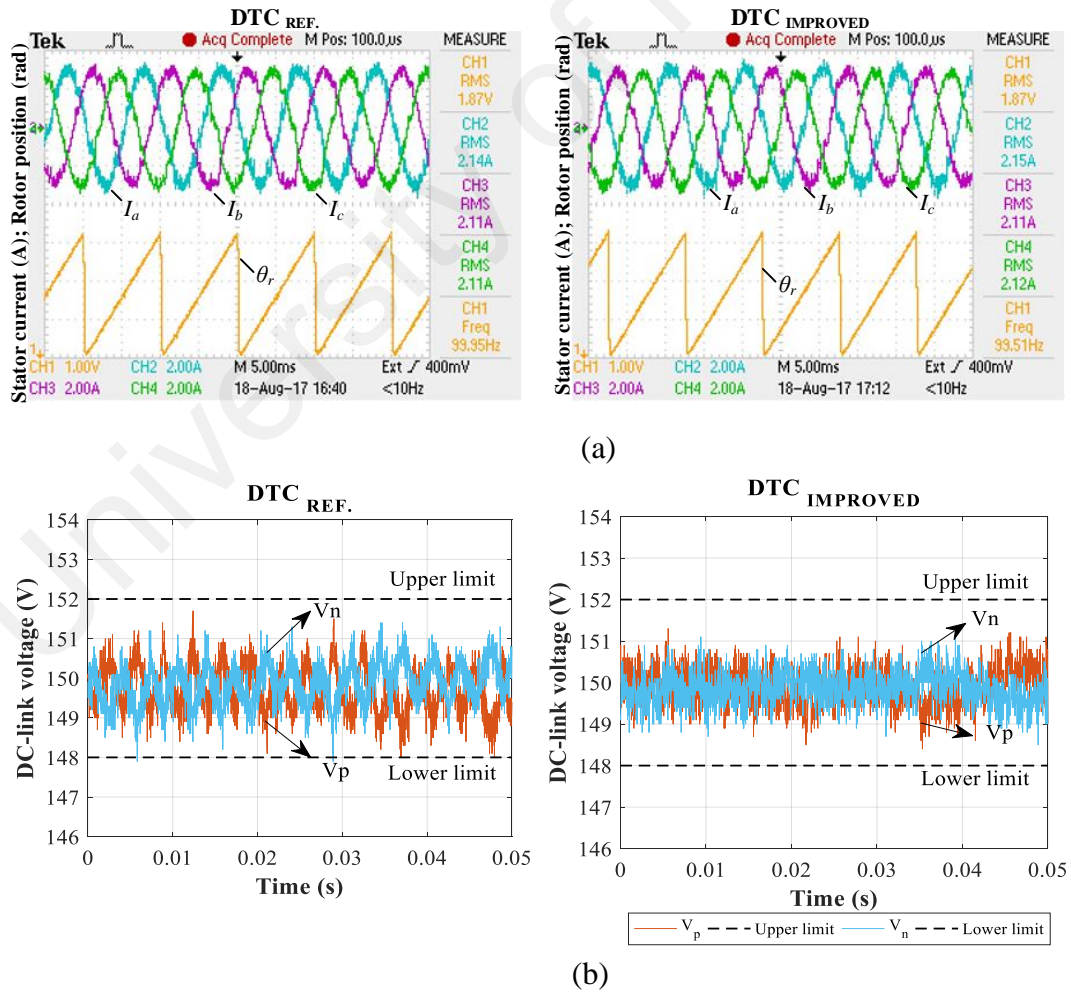 DTC REF.
Tek Acq Complete M Pos: 100.0us MEASURE
CH1
RMS
1.87V
CH2
RMS
2.14A
CH3
RMS
2.11A
CH4
RMS
2.11A
CH1
Freq
99.95Hz
2
1
Ia
Ib
Ic
θr
CH1 1.00V CH2 2.00A M 5.00ms Ext 400mV
CH3 2.00A CH4 2.00A 18-Aug-17 16:40 <10Hz
Stator current (A); Rotor position (rad)
DTC IMPROVED
Tek Acq Complete M Pos: 100.0us MEASURE
CH1
RMS
1.87V
CH2
RMS
2.15A
CH3
RMS
2.11A
CH4
RMS
2.12A
CH1
Freq
99.51Hz
2
1
Ia
Ib
Ic
θr
CH1 1.00V CH2 2.00A M 5.00ms Ext 400mV
CH3 2.00A CH4 2.00A 18-Aug-17 17:12 <10Hz
Stator current (A); Rotor position (rad)
(a)
DTC REF.
154
153
152
151
150
149
148
147
146
DC-link voltage (V)
Upper limit
Vn
Vp
Lower limit
0 0.01 0.02 0.03 0.04 0.05
Time (s)
DTC IMPROVED
154
153
152
151
150
149
148
147
146
DC-link voltage (V)
Upper limit
Vn
Vp
Lower limit
0 0.01 0.02 0.03 0.04 0.05
Time (s)
Vp Upper limit Vn Lower limit
(b)
University of